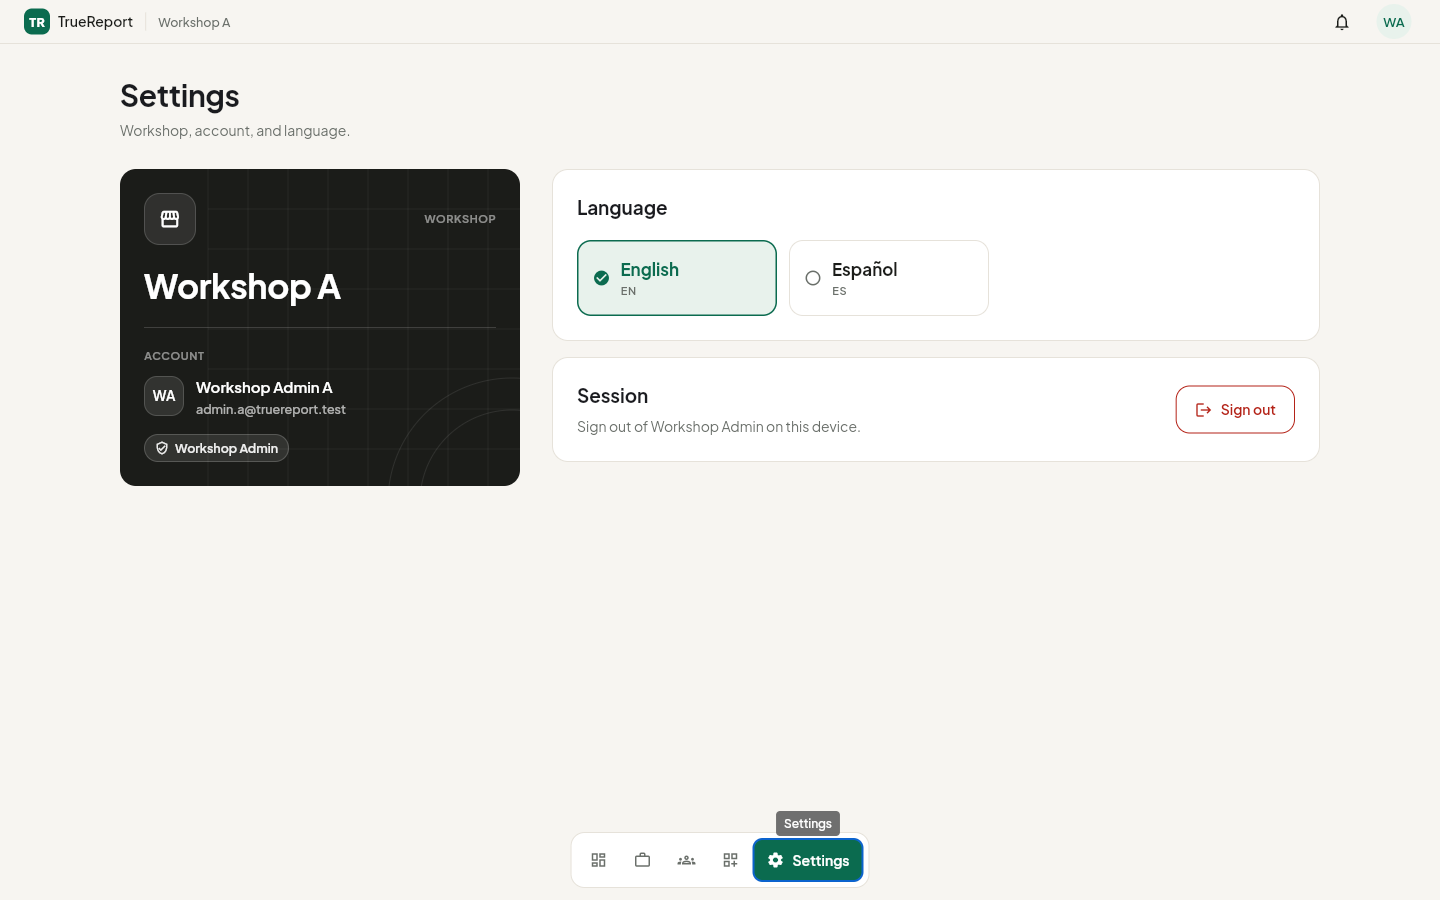 TR TrueReport Workshop A WA
Settings
Workshop, account, and language.
WORKSHOP
Workshop A
ACCOUNT
WA
Workshop Admin A
admin.a@truereport.test
Workshop Admin
Language
English
EN
Español
ES
Session
Sign out of Workshop Admin on this device.
Sign out
Settings
Settings